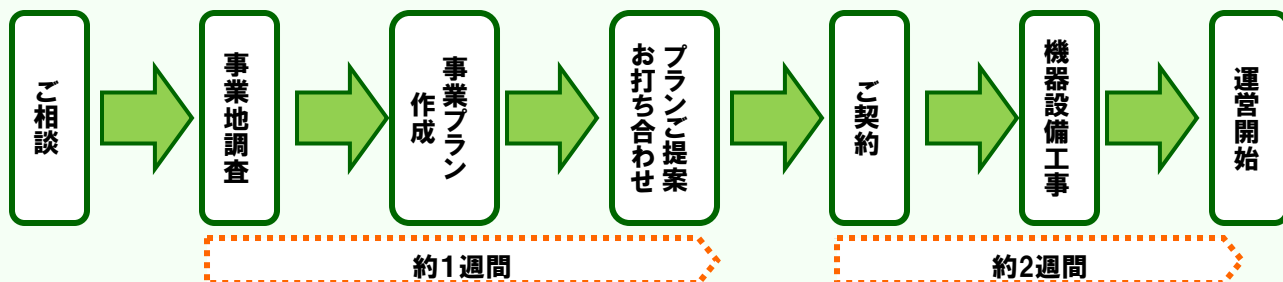 ご相談
事業地調査
事業プラン
作成
プランご提案
お打ち合わせ
ご契約
機器設備工事
運営開始
約1週間
約2週間